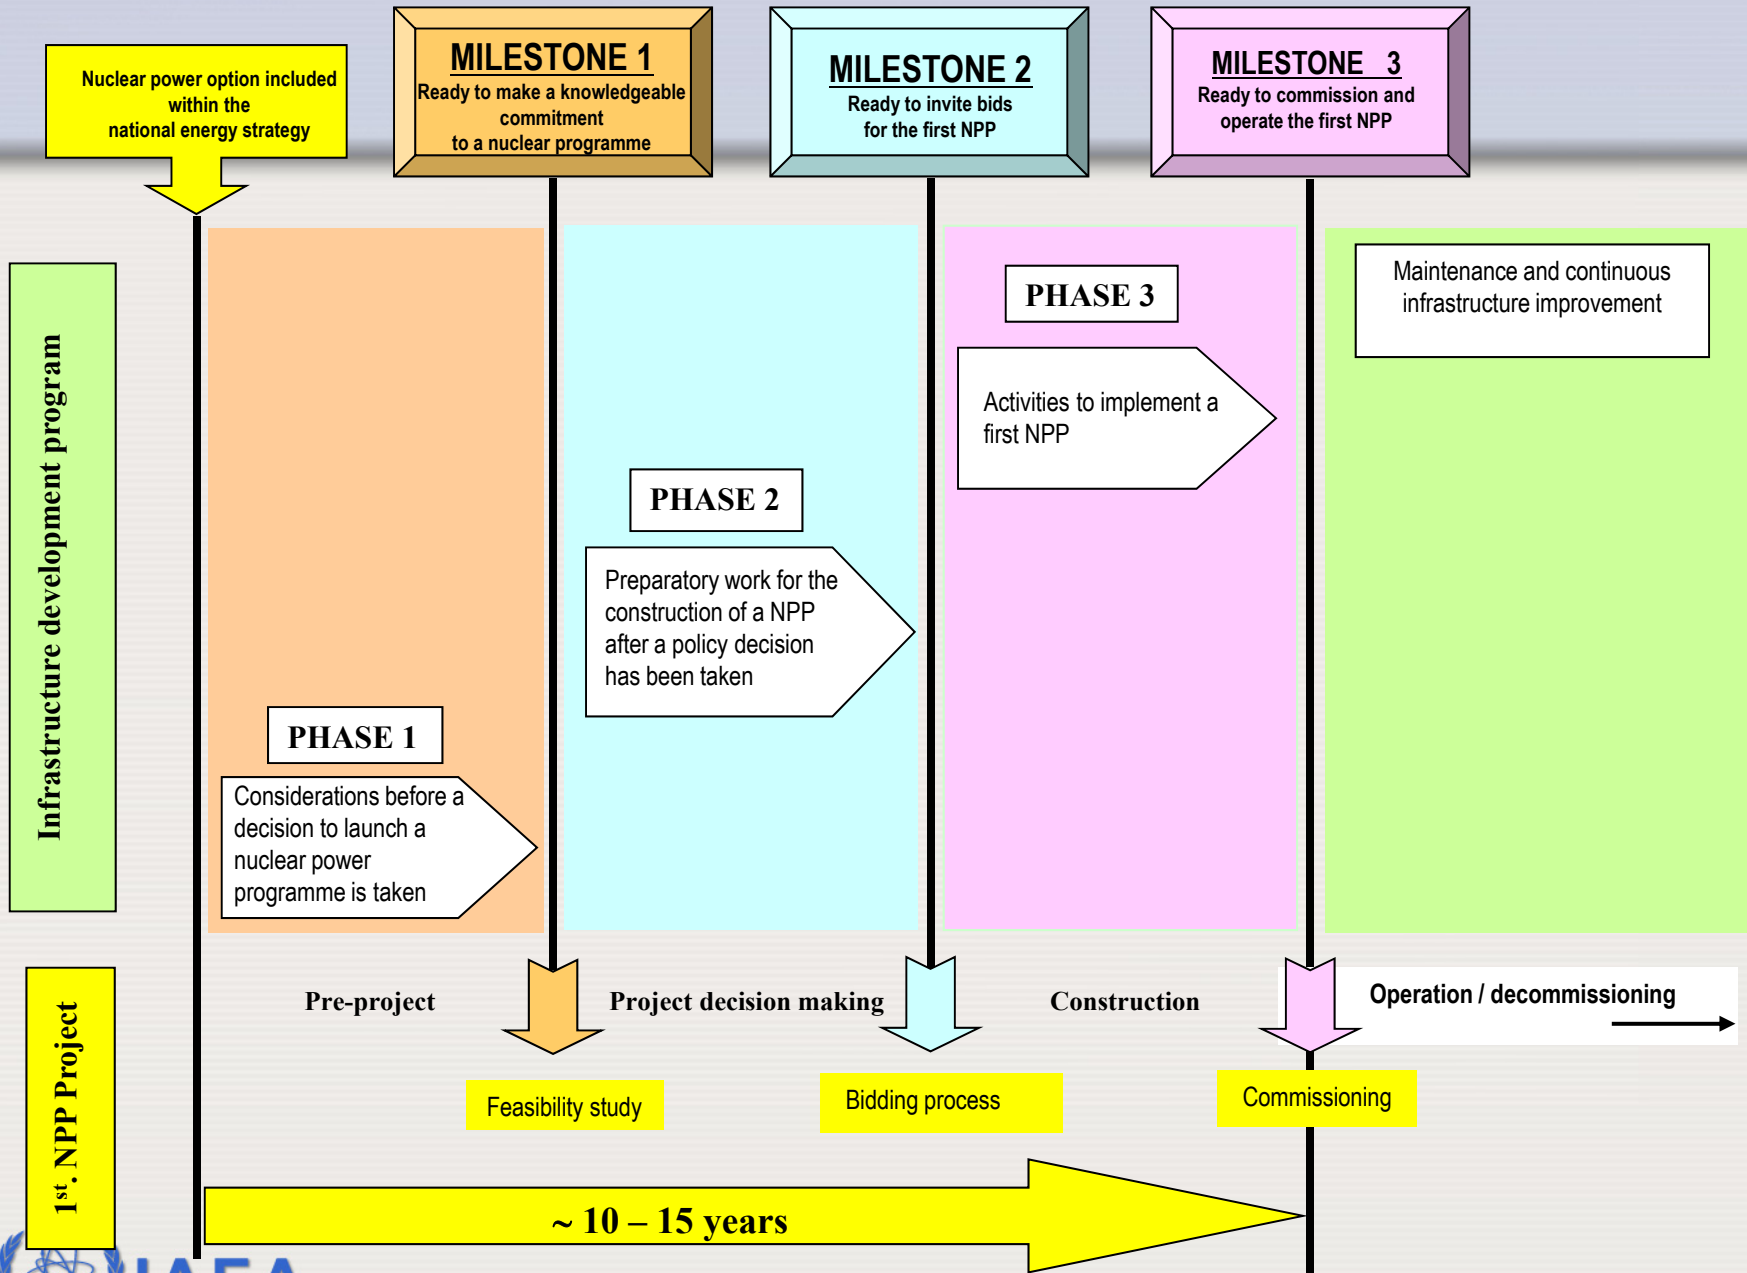 Nuclear power option included
within the
national energy strategy
MILESTONE 1
Ready to make a knowledgeable
commitment
to a nuclear programme
MILESTONE 2
Ready to invite bids
for the first NPP
MILESTONE 3
Ready to commission and
operate the first NPP
Infrastructure development program
PHASE 1
Considerations before a
decision to launch a
nuclear power
programme is taken
PHASE 2
Preparatory work for the
construction of a NPP
after a policy decision
has been taken
PHASE 3
Activities to implement a
first NPP
Maintenance and continuous
infrastructure improvement
1st. NPP Project
Pre-project
Project decision making
Construction
Operation / decommissioning
Feasibility study
Bidding process
Commissioning
~ 10 – 15 years
IAEA